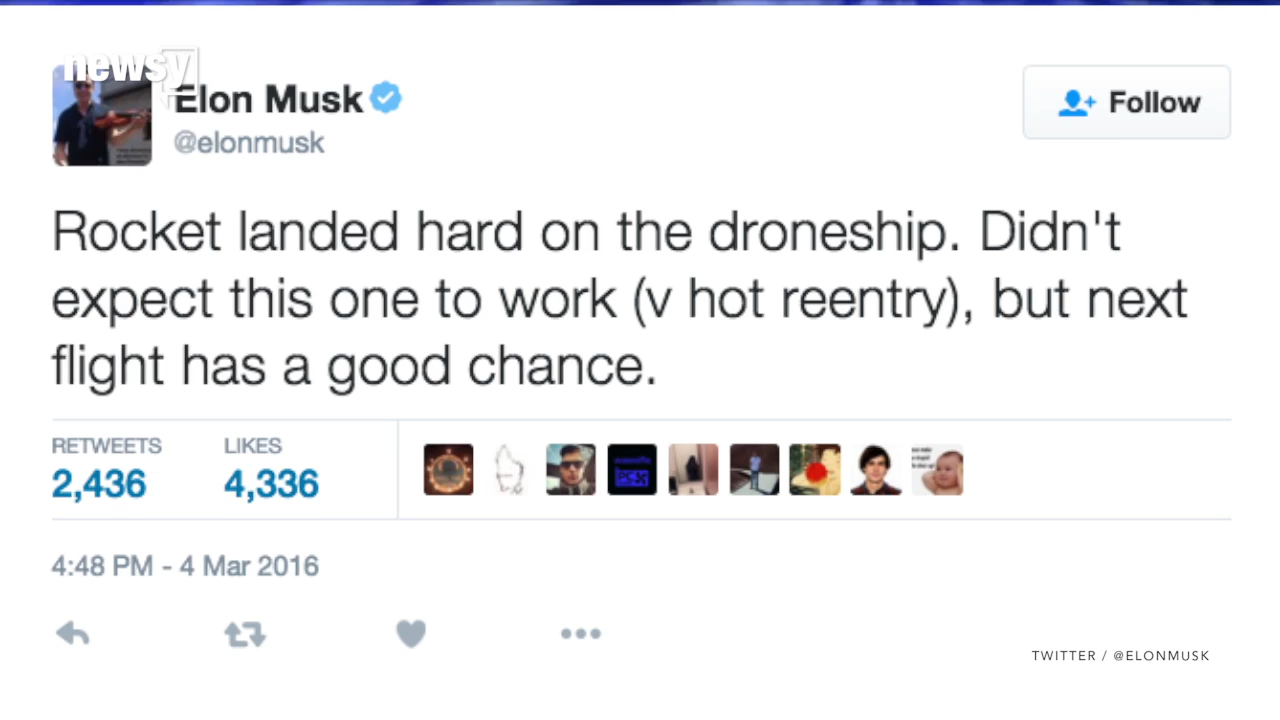 newsy
Elon Musk
@elonmusk
Follow
Rocket landed hard on the droneship. Didn't
expect this one to work (v hot reentry), but next
flight has a good chance.
RETWEETS
LIKES
2,436
4,336
4:48 PM - 4 Mar 2016
TWITTER / @ELONMUSK